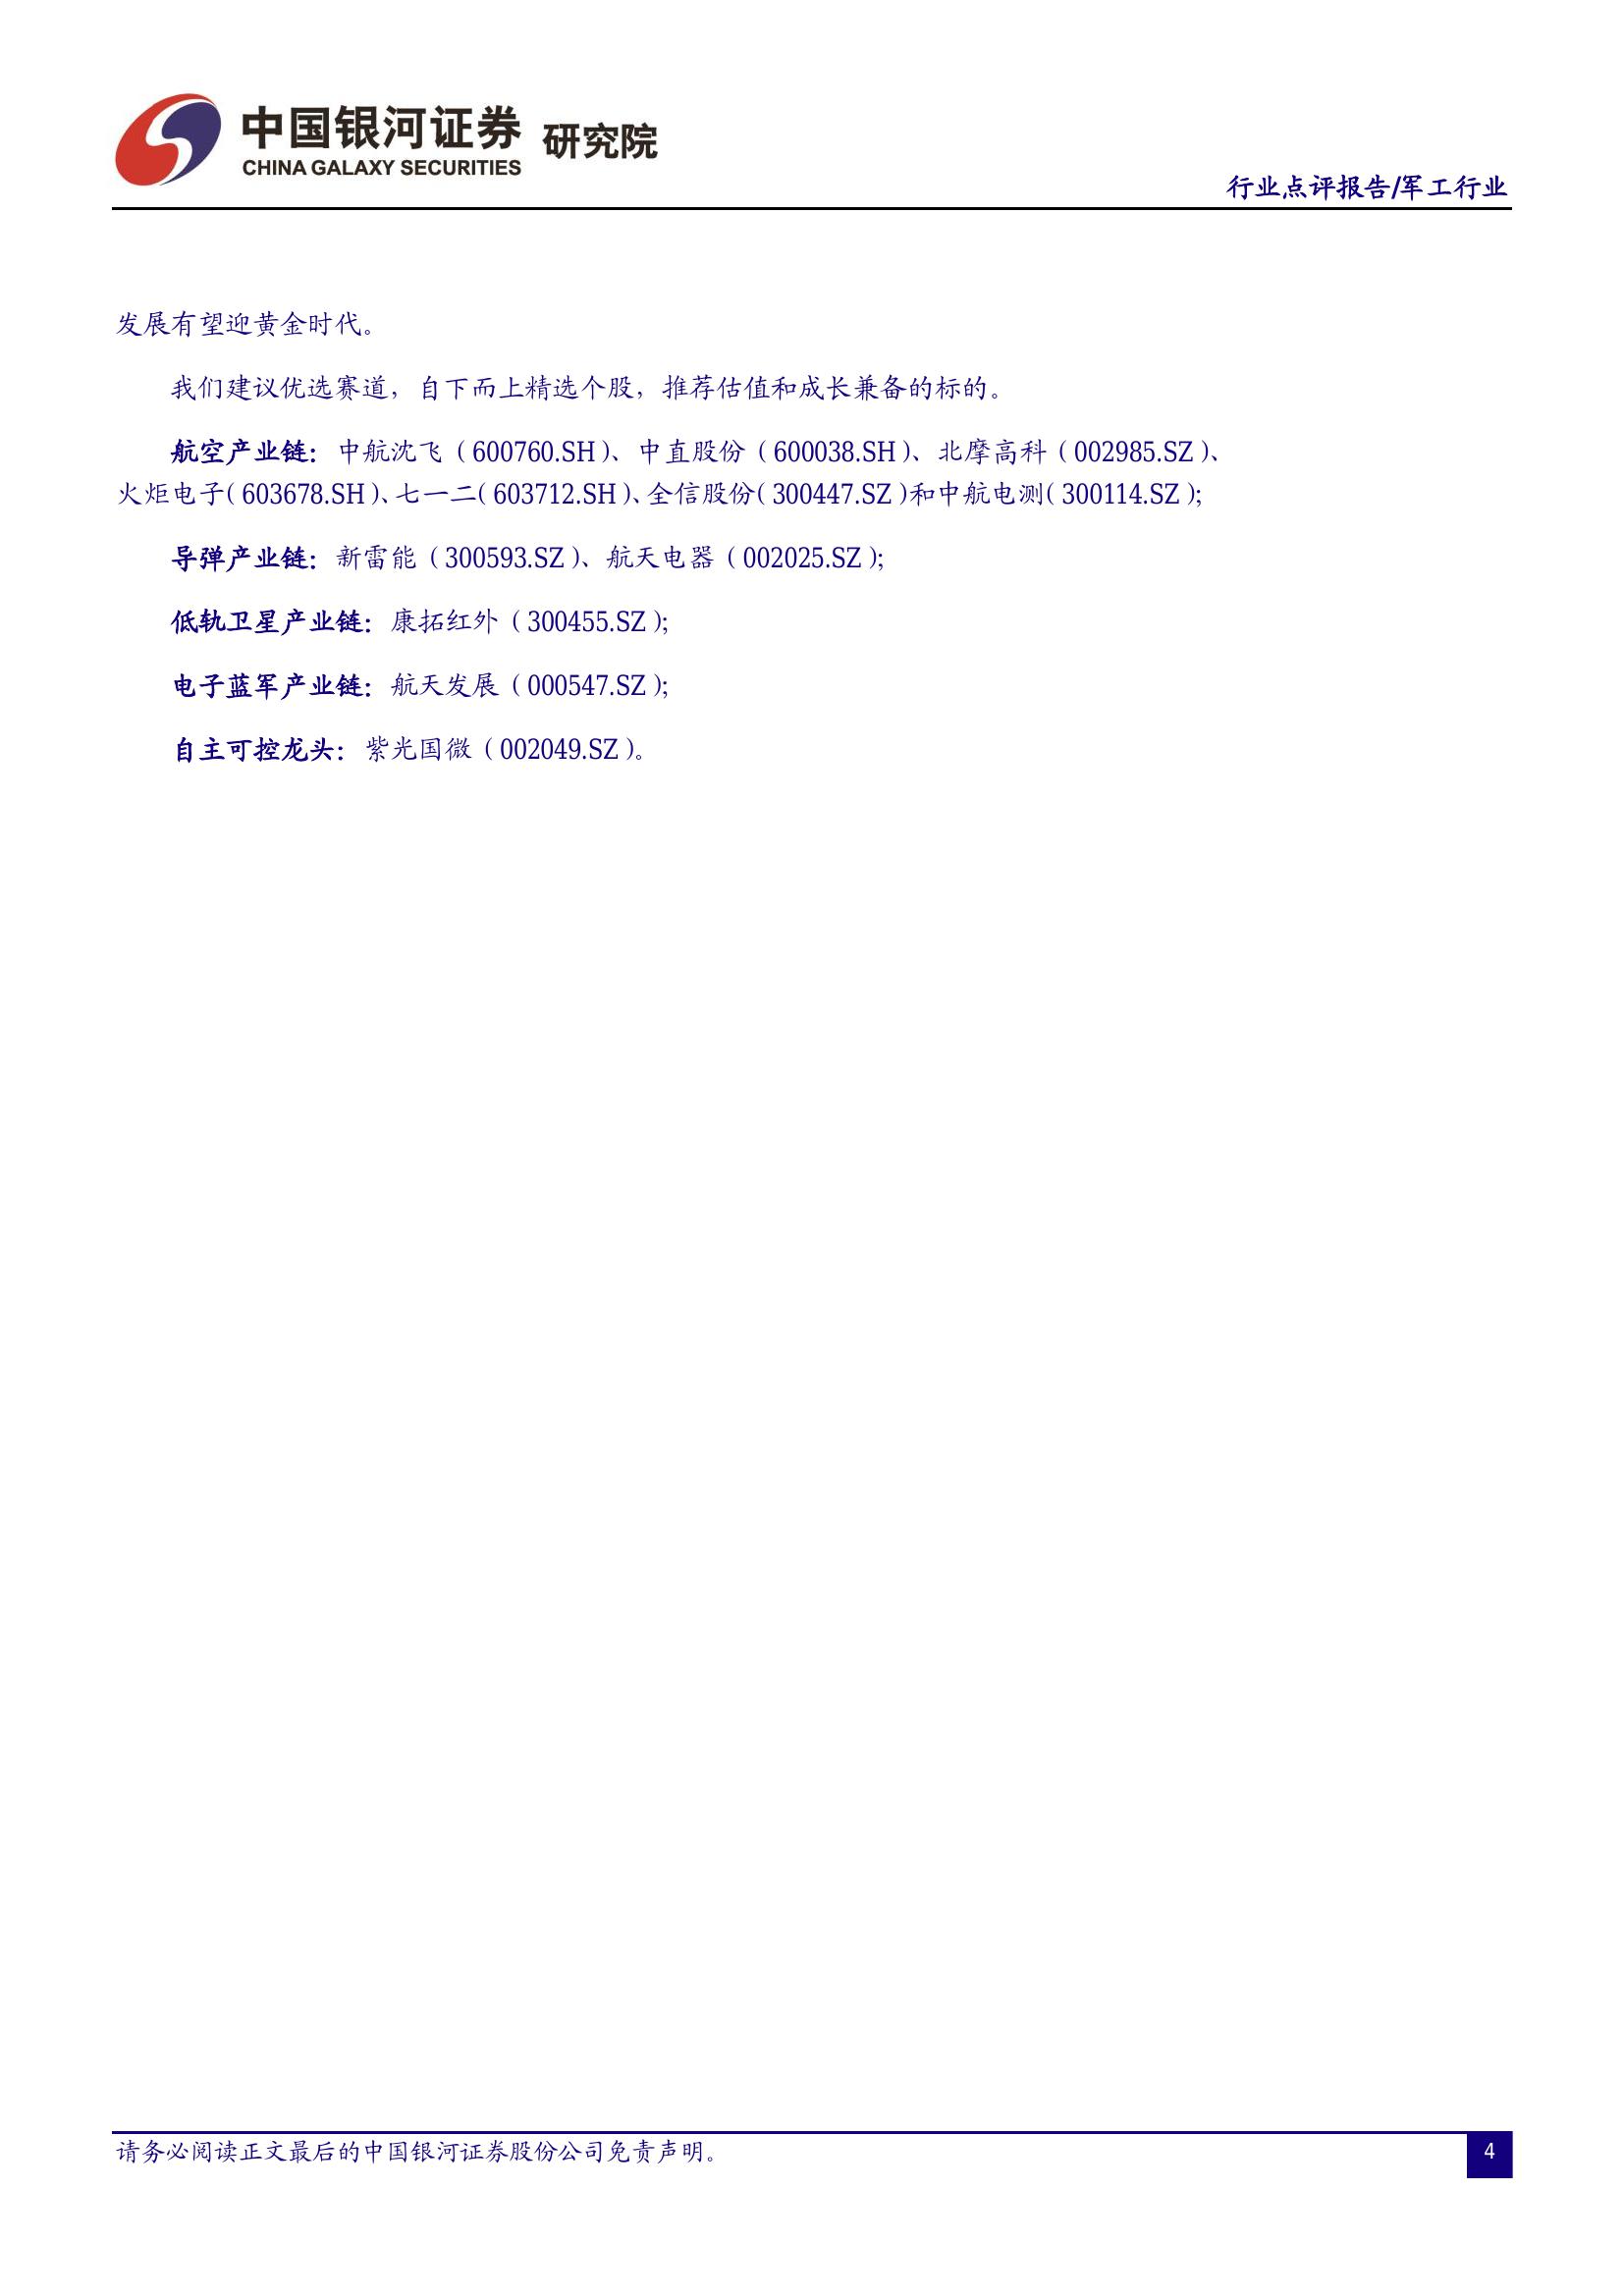 中国银河证券 研究院
CHINA GALAXY SECURITIES
行业点评报告/军工行业
发展有望迎黄金时代。
我们建议优选赛道，自下而上精选个股，推荐估值和成长兼备的标的。
航空产业链：中航沈飞（600760.SH）、中直股份（600038.SH）、北摩高科（002985.SZ）、
火炬电子（603678.SH）、七一二（603712.SH）、全信股份（300447.SZ）和中航电测（300114.SZ）；
导弹产业链：新雷能（300593.SZ）、航天电器（002025.SZ）；
低轨卫星产业链：康拓红外（300455.SZ）；
电子蓝军产业链：航天发展（000547.SZ）；
自主可控龙头：紫光国微（002049.SZ）。
请务必阅读正文最后的中国银河证券股份公司免责声明。
4